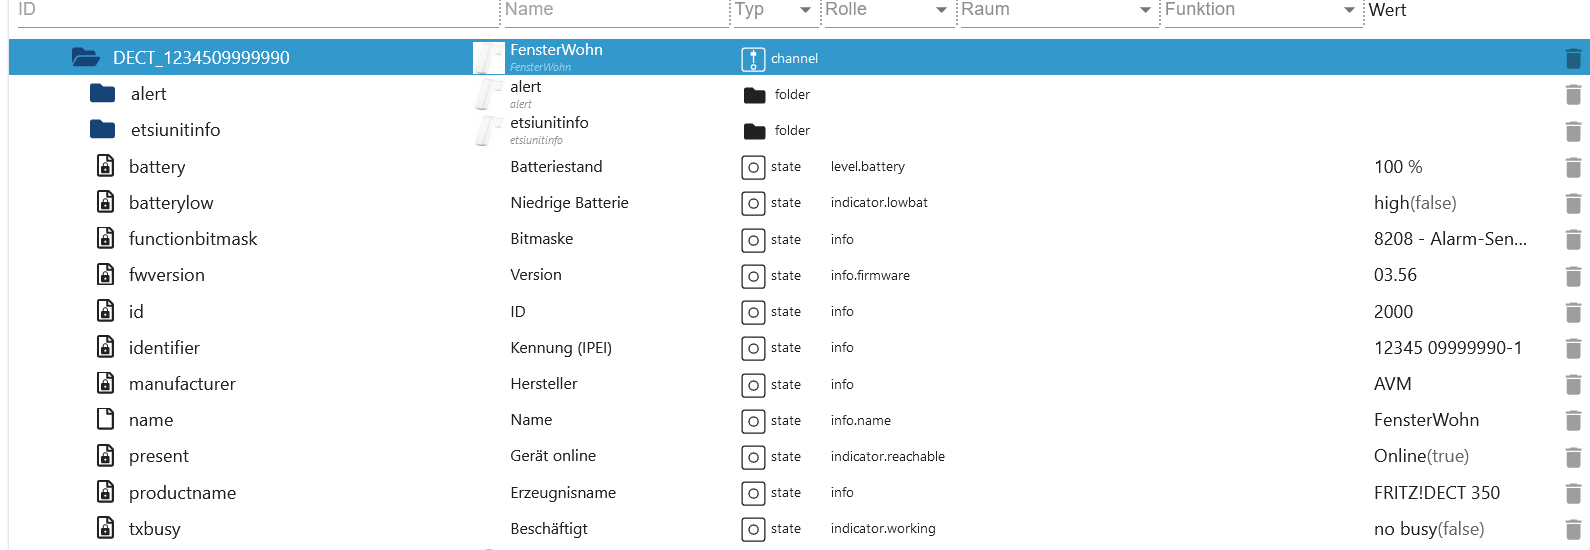 ID Name Typ Rolle Raum Funktion Wert
DECT_1234509999990 FensterWohn channel
FensterWohn
alert alert folder
alert
etsiunitinfo etsiunitinfo folder
etsiunitinfo
battery Batteriestand state level.battery 100 %
batterylow Niedrige Batterie state indicator.lowbat high(false)
functionbitmask Bitmaske state info 8208 - Alarm-Sen...
fwversion Version state info.firmware 03.56
id ID state info 2000
identifier Kennung (IPEI) state info 12345 09999990-1
manufacturer Hersteller state info AVM
name Name state info.name FensterWohn
present Gerät online state indicator.reachable Online(true)
productname Erzeugnisname state info FRITZ!DECT 350
txbusy Beschäftigt state indicator.working no busy(false)